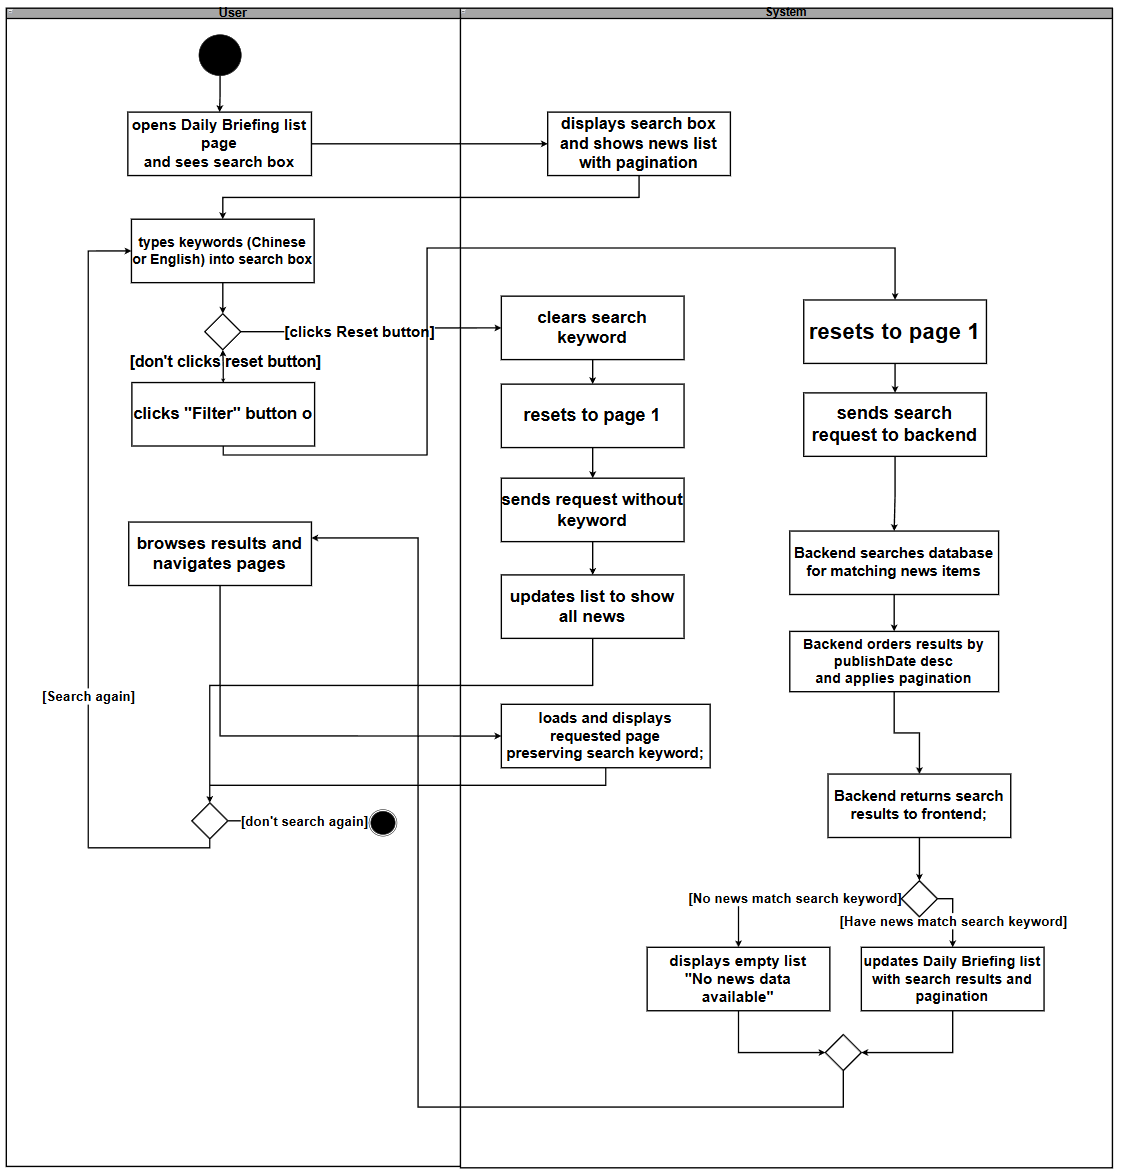 User
System
opens Daily Briefing list
page
and sees search box
displays search box
and shows news list
with pagination
types keywords (Chinese
or English) into search box
[clicks Reset button]
[don't clicks reset button]
clicks "Filter" button o
clears search
keyword
resets to page 1
resets to page 1
sends search
request to backend
sends request without
keyword
browses results and
navigates pages
Backend searches database
for matching news items
updates list to show
all news
Backend orders results by
publishDate desc
and applies pagination
[Search again]
loads and displays
requested page
preserving search keyword;
Backend returns search
results to frontend;
[don't search again]
[No news match search keyword]
[Have news match search keyword]
displays empty list
"No news data
available"
updates Daily Briefing list
with search results and
pagination